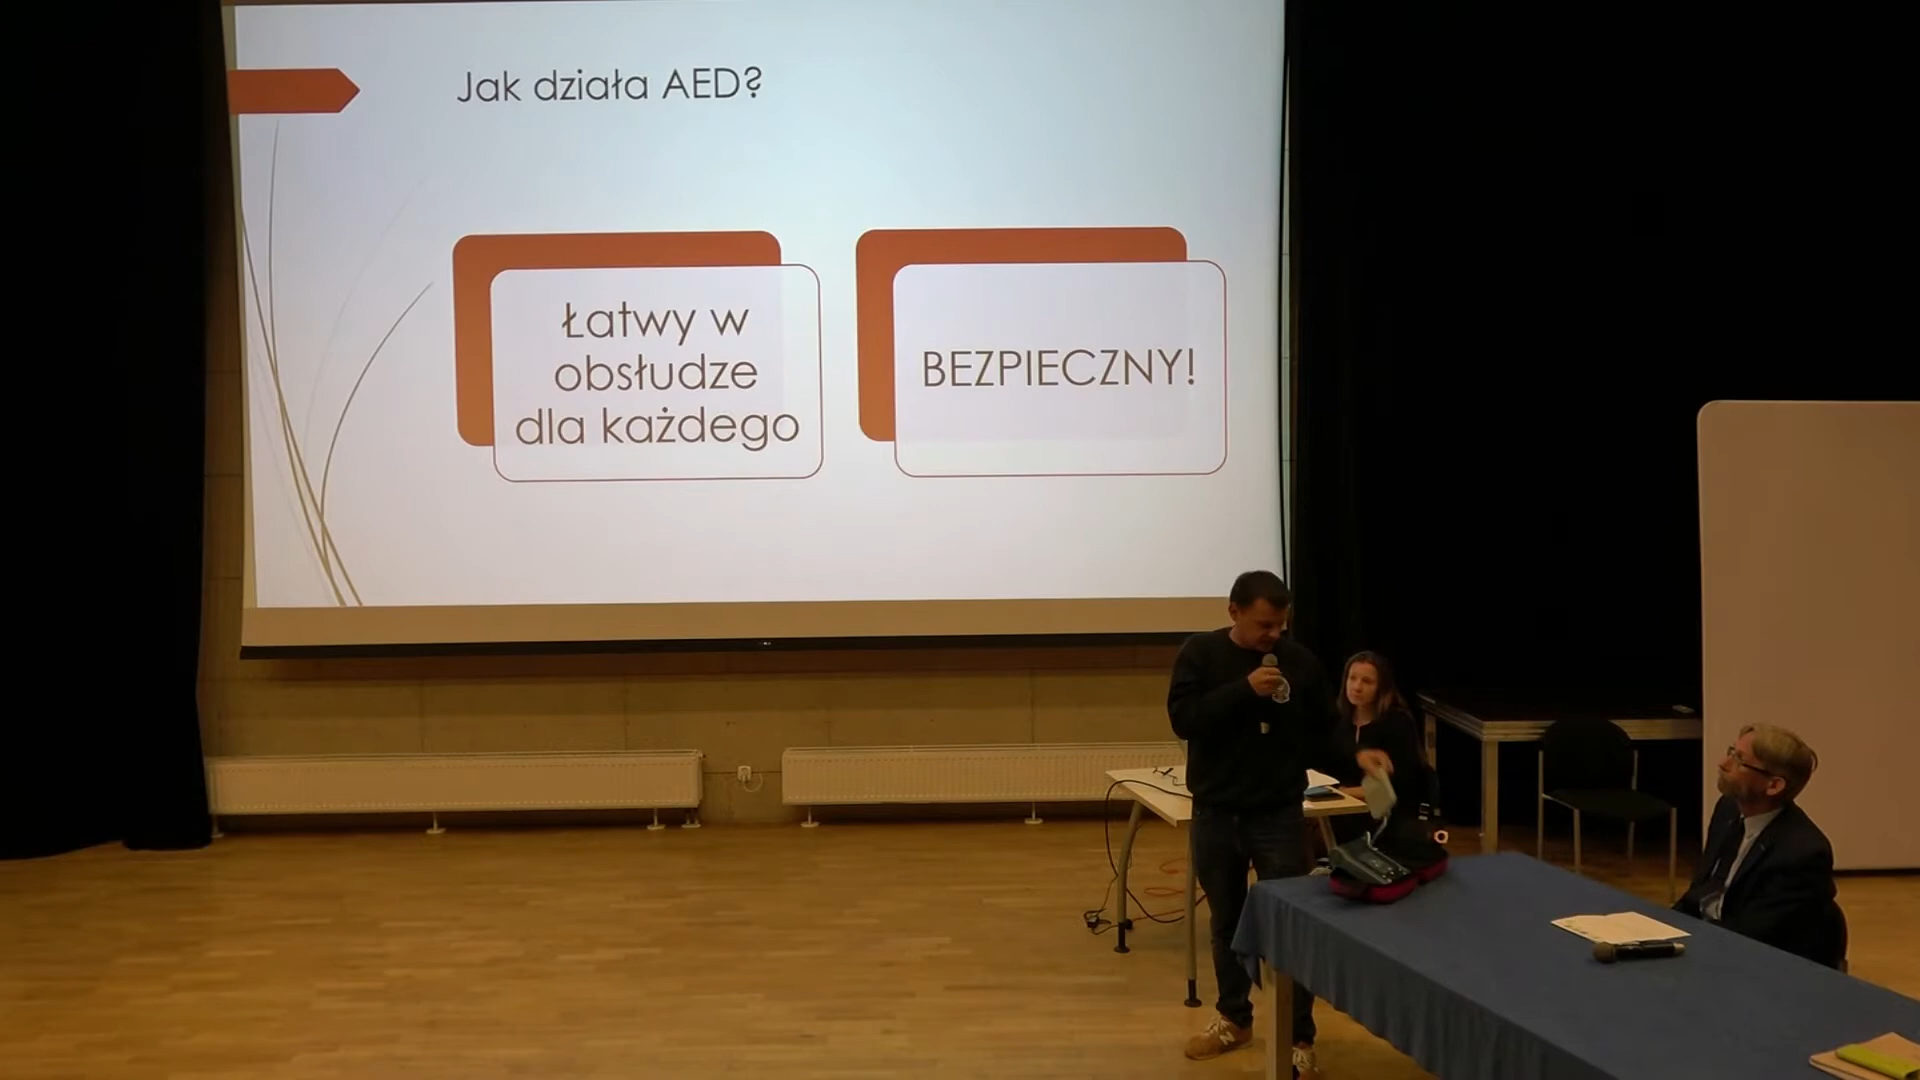 Jak działa AED?
Łatwy w
obsłudze
dla każdego
BEZPIECZNY!